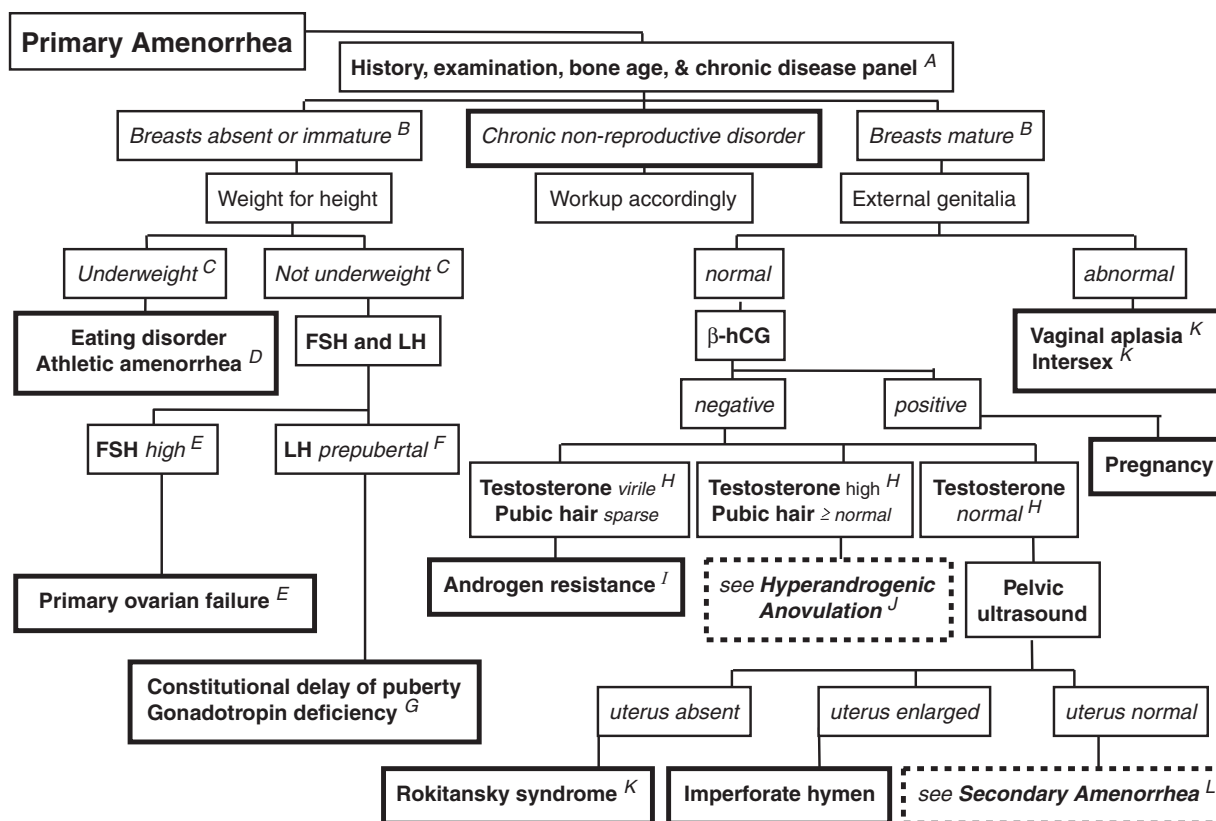 Primary Amenorrhea
History, examination, bone age, & chronic disease panel A
Breasts absent or immature B
Chronic non-reproductive disorder
Breasts mature B
Weight for height
Workup accordingly
External genitalia
Underweight C
Not underweight C
normal
abnormal
Eating disorder
Athletic amenorrhea D
FSH and LH
β-hCG
Vaginal aplasia K
Intersex K
negative
positive
FSH high E
LH prepubertal F
Pregnancy
Testosterone virile H
Pubic hair sparse
Testosterone high H
Pubic hair ≥ normal
Testosterone
normal H
Primary ovarian failure E
Androgen resistance I
see Hyperandrogenic
Anovulation J
Pelvic
ultrasound
Constitutional delay of puberty
Gonadotropin deficiency G
uterus absent
uterus enlarged
uterus normal
Rokitansky syndrome K
Imperforate hymen
see Secondary Amenorrhea L